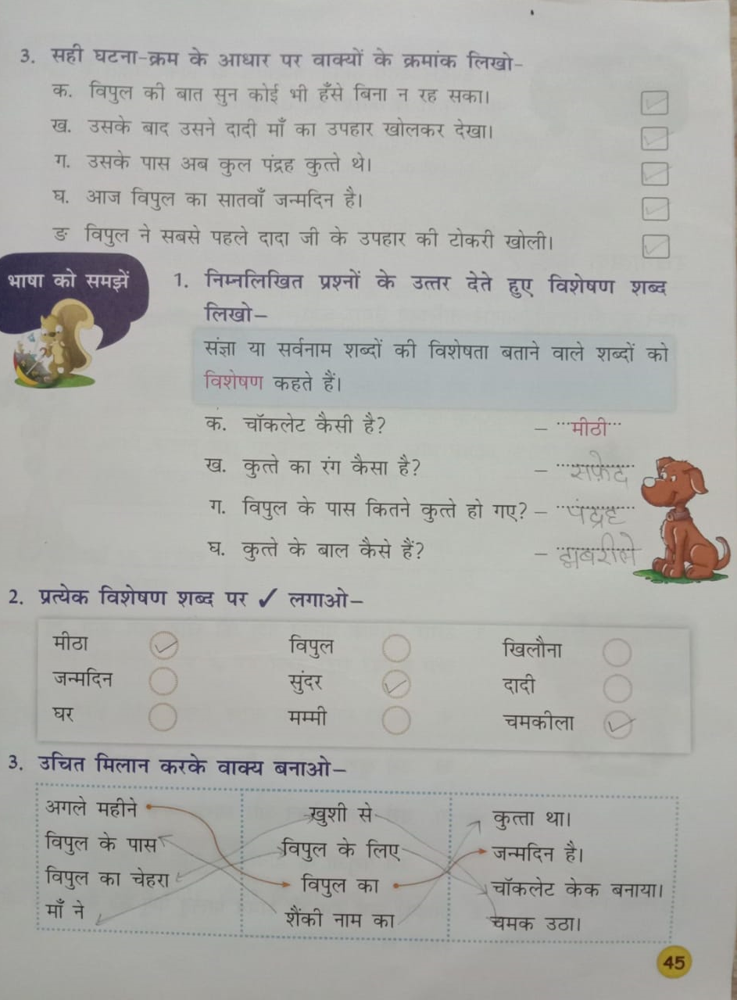 3. सही घटना-क्रम के आधार पर वाक्यों के क्रमांक लिखो-
क. विपुल की बात सुन कोई भी हँसे बिना न रह सका।
ख. उसके बाद उसने दादी माँ का उपहार खोलकर देखा।
ग. उसके पास अब कुल पंद्रह कुत्ते थे।
घ. आज विपुल का सातवाँ जन्मदिन है।
ङ विपुल ने सबसे पहले दादा जी के उपहार की टोकरी खोली।
भाषा को समझें
1. निम्नलिखित प्रश्नों के उत्तर देते हुए विशेषण शब्द
लिखो-
संज्ञा या सर्वनाम शब्दों की विशेषता बताने वाले शब्दों को
विशेषण कहते हैं।
क. चॉकलेट कैसी है? - मीठी
ख. कुत्ते का रंग कैसा है? - सफ़ेद
ग. विपुल के पास कितने कुत्ते हो गए? - पंद्रह
घ. कुत्ते के बाल कैसे हैं? - झबरीले
2. प्रत्येक विशेषण शब्द पर ✓ लगाओ-
मीठा ✓ विपुल खिलौना
जन्मदिन सुंदर ✓ दादी
घर मम्मी चमकीला ✓
3. उचित मिलान करके वाक्य बनाओ-
अगले महीने खुशी से कुत्ता था।
विपुल के पास विपुल के लिए जन्मदिन है।
विपुल का चेहरा विपुल का चॉकलेट केक बनाया।
माँ ने शैंकी नाम का चमक उठा।
45